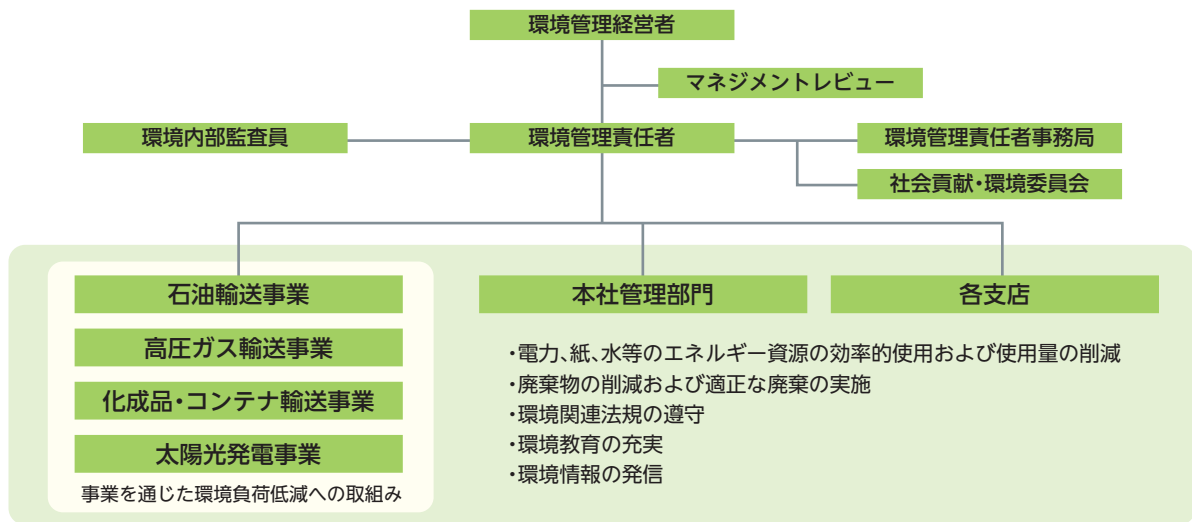 環境管理経営者
マネジメントレビュー
環境内部監査員
環境管理責任者
環境管理責任者事務局
社会貢献・環境委員会
石油輸送事業
高圧ガス輸送事業
化成品・コンテナ輸送事業
太陽光発電事業
事業を通じた環境負荷低減への取組み
本社管理部門
各支店
・電力、紙、水等のエネルギー資源の効率的使用および使用量の削減
・廃棄物の削減および適正な廃棄の実施
・環境関連法規の遵守
・環境教育の充実
・環境情報の発信